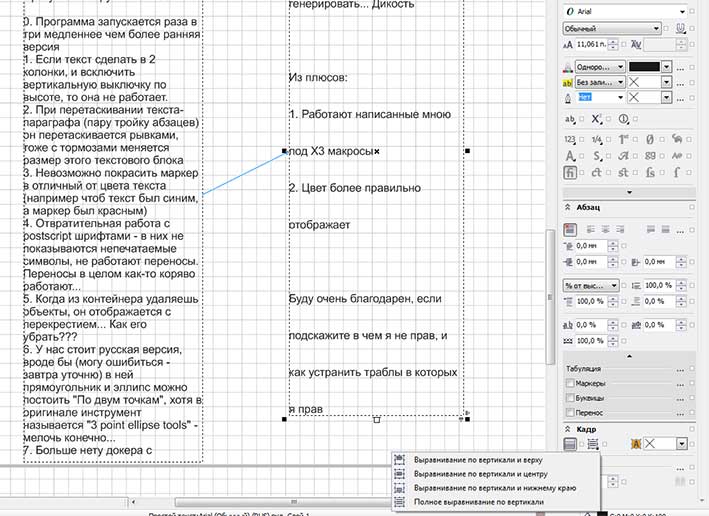 0. Программа запускается раза в
три медленнее чем более ранняя
версия
1. Если текст сделать в 2
колонки, и всключить
вертикальную выключку по
высоте, то она не работает.
2. При перетаскивании текста-
параграфа (пару тройку абзацев)
он перетаскивается рывками,
тоже с тормозами меняется
размер этого текстового блока
3. Невозможно покрасить маркер
в отличный от цвета текста
(например чтоб текст был синим,
а маркер был красным)
4. Отвратительная работа с
postscript шрифтами - в них не
показываются непечатаемые
символы, не работают переносы.
Переносы в целом как-то коряво
работают...
5. Когда из контейнера удаляешь
объекты, он отображается с
перекрестием... Как его
убрать???
6. У нас стоит русская версия,
вроде бы (могу ошибиться -
завтра уточню) в ней
прямоугольник и эллипс можно
постоить "По двум точкам", хотя в
оригинале инструмент
называется "3 point ellipse tools" -
мелочь конечно...
7. Больше нету докера с
генерировать... Дикость
Из плюсов:
1. Работают написанные мною
под X3 макросы
2. Цвет более правильно
отображает
Буду очень благодарен, если
подскажите в чем я не прав, и
как устранить траблы в которых
я прав
Arial
Обычный
11,061 п.
Одноро...
Без зали...
Нет
Абзац
0,0 мм
0,0 мм 0,0 мм
% от выс... 100,0 %
100,0 % 0,0 %
0,0 % 0,0 %
100,0 %
Табуляция
Маркеры
Буквицы
Перенос
Кадр
Выравнивание по вертикали и верху
Выравнивание по вертикали и центру
Выравнивание по вертикали и нижнему краю
Полное выравнивание по вертикали